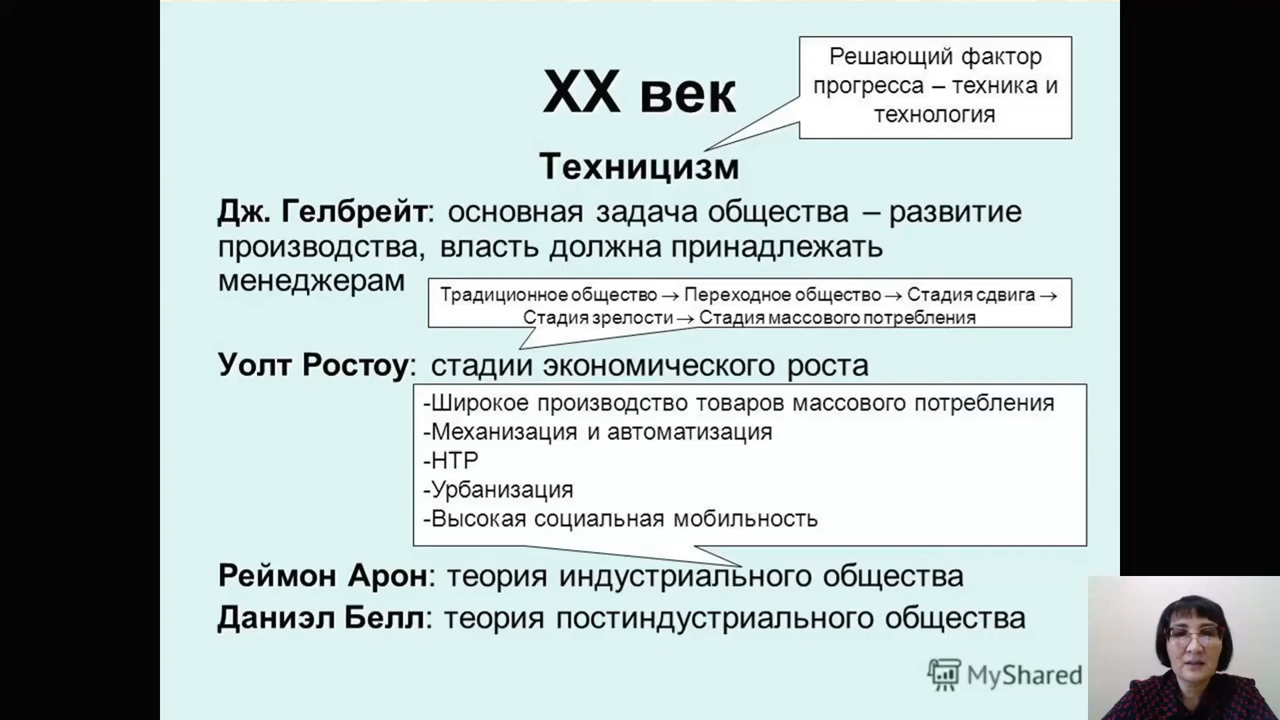 Решающий фактор
прогресса – техника и
технология
XX век
Техницизм
Дж. Гелбрейт: основная задача общества – развитие
производства, власть должна принадлежать
менеджерам
Традиционное общество → Переходное общество → Стадия сдвига →
Стадия зрелости → Стадия массового потребления
Уолт Ростоу: стадии экономического роста
-Широкое производство товаров массового потребления
-Механизация и автоматизация
-НТР
-Урбанизация
-Высокая социальная мобильность
Реймон Арон: теория индустриального общества
Даниэл Белл: теория постиндустриального общества
MyShared